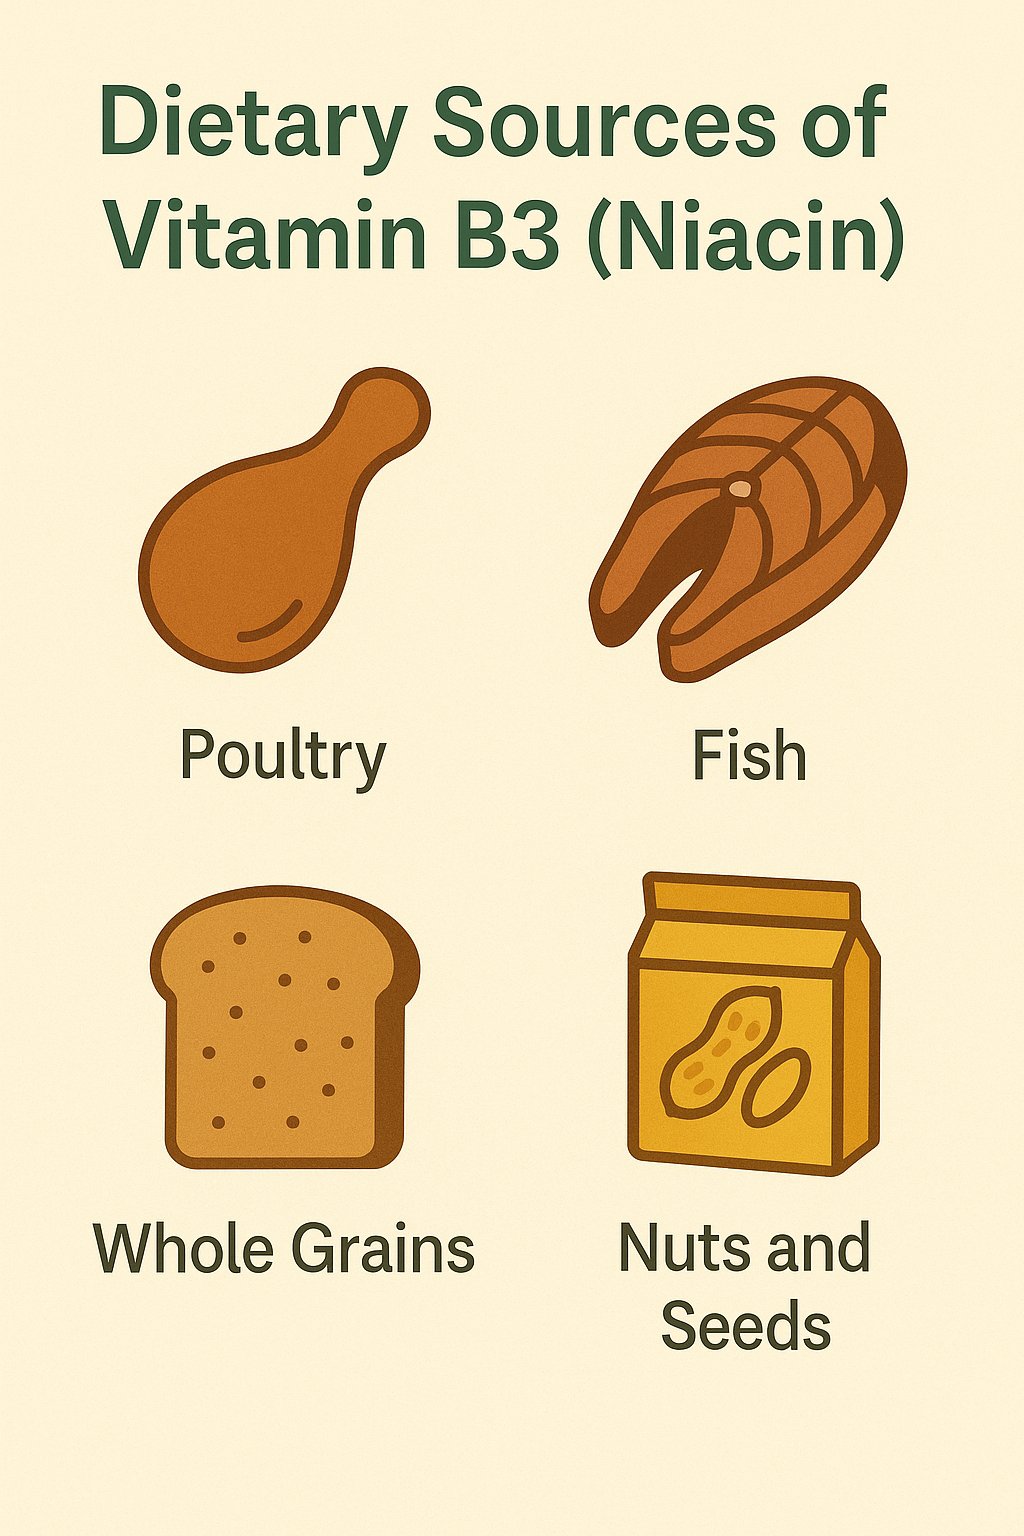 Dietary Sources of
Vitamin B3 (Niacin)
Poultry
Fish
Whole Grains
Nuts and
Seeds